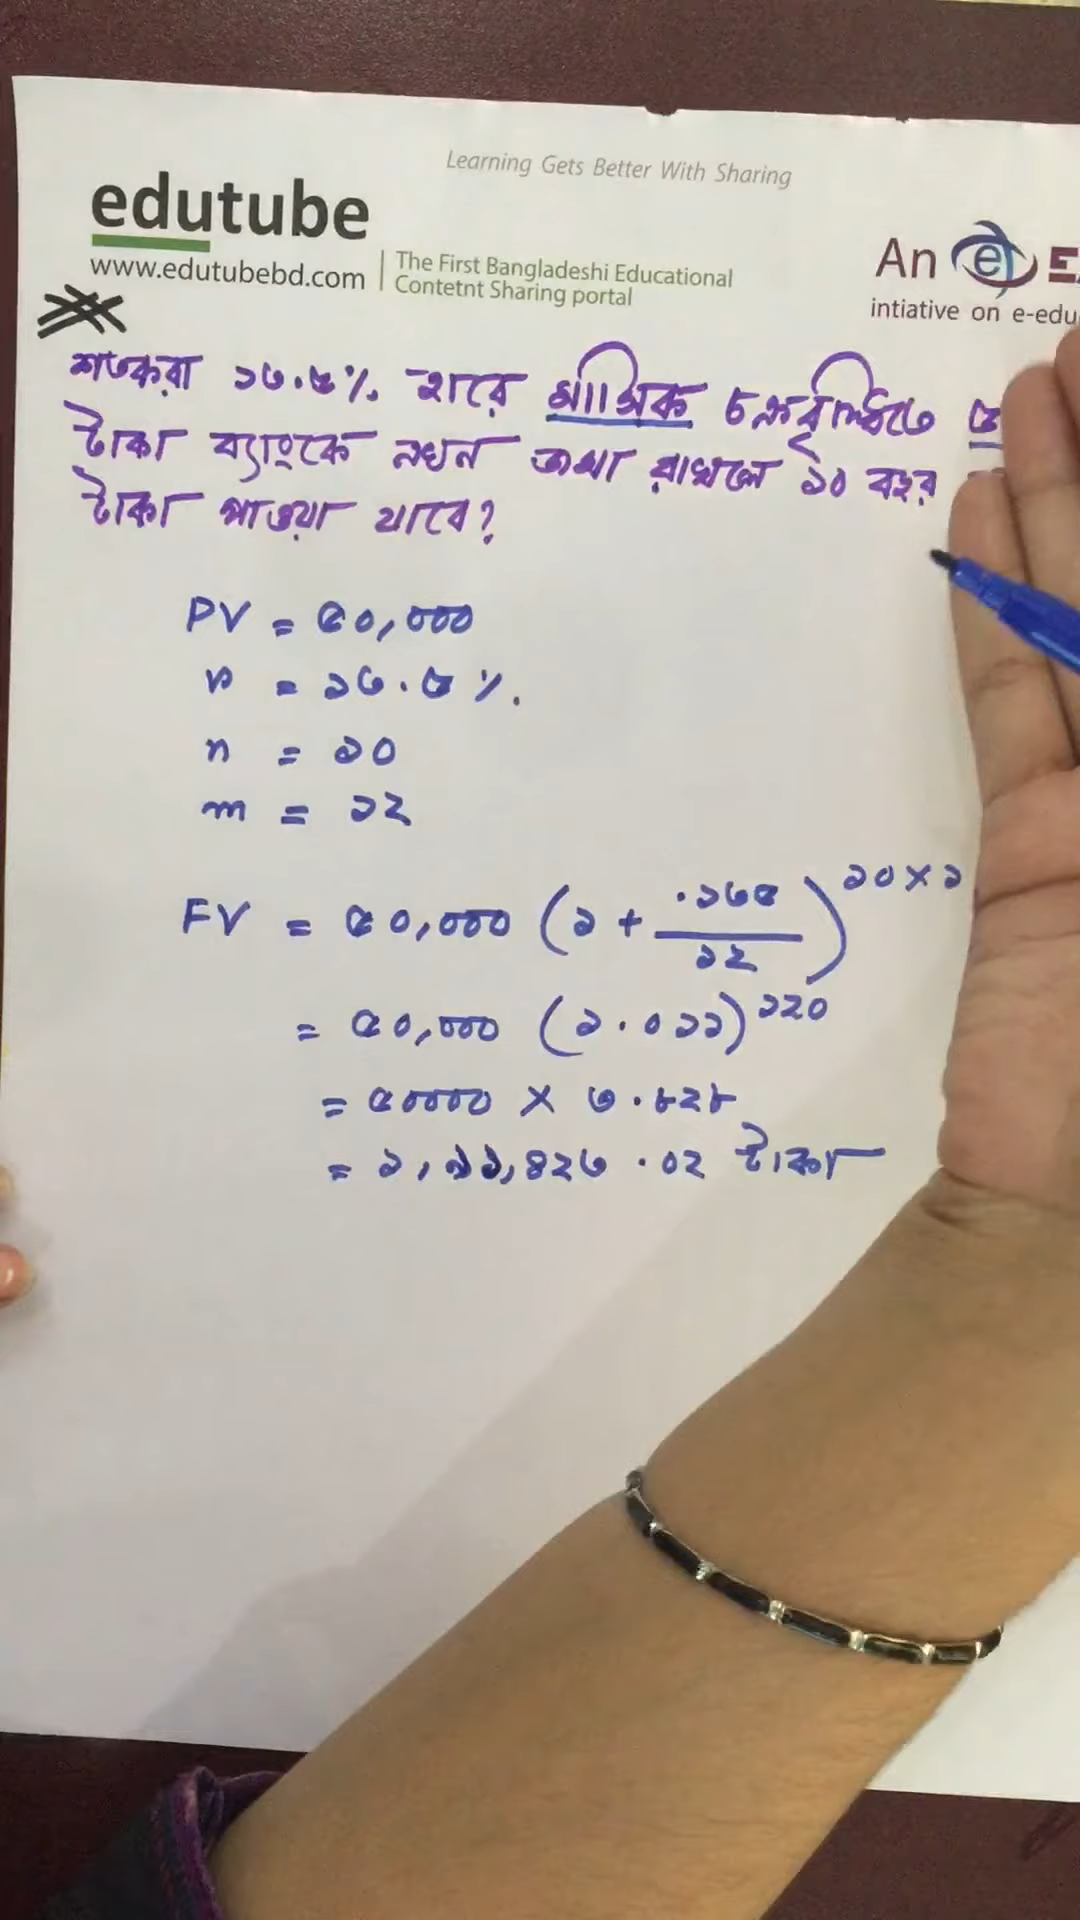 Learning Gets Better With Sharing
edutube
www.edutubebd.com
The First Bangladeshi Educational
Contetnt Sharing portal
An e
intiative on e-edu
শতকরা ১৩.৫% হারে মাসিক চক্রবৃদ্ধিতে
টাকা ব্যাংকে এখন জমা রাখলে ১০ বছর
টাকা পাওয়া যাবে?
PV = ৫০,০০০
r = ১৩.৫%.
n = ১০
m = ১২
FV = ৫০,০০০ (১ + .১৩৫/১২)^১০×১
= ৫০,০০০ (১.০১১)^১২০
= ৫০০০০ × ৩.৮২৮
= ১,৯১,৪২৩.০২ টাকা